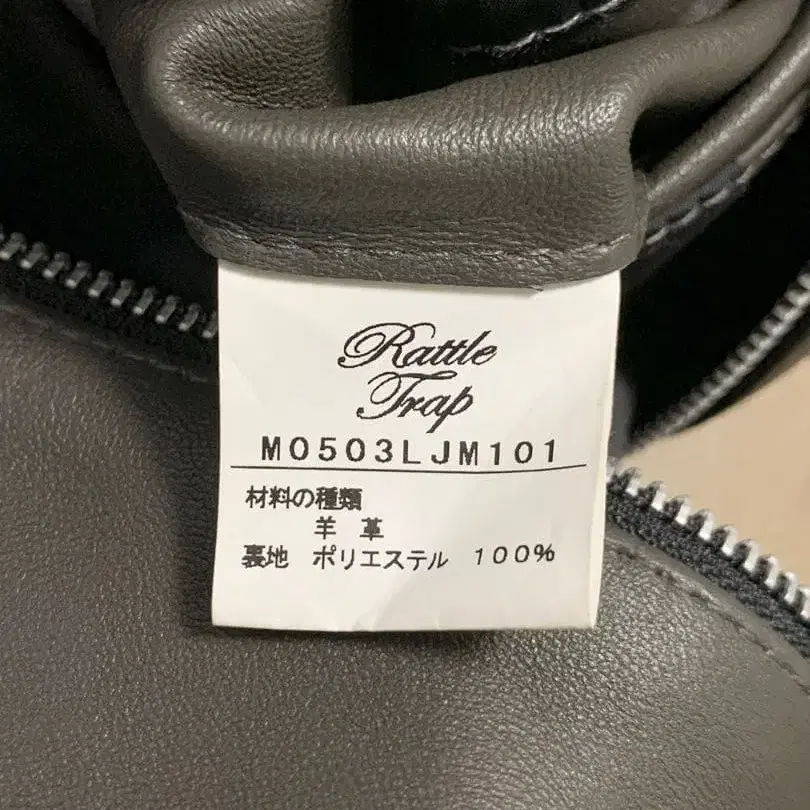 Rattle
Trap
M0503LJM101
材料の種類
羊 革
裏地 ポリエステル 100%